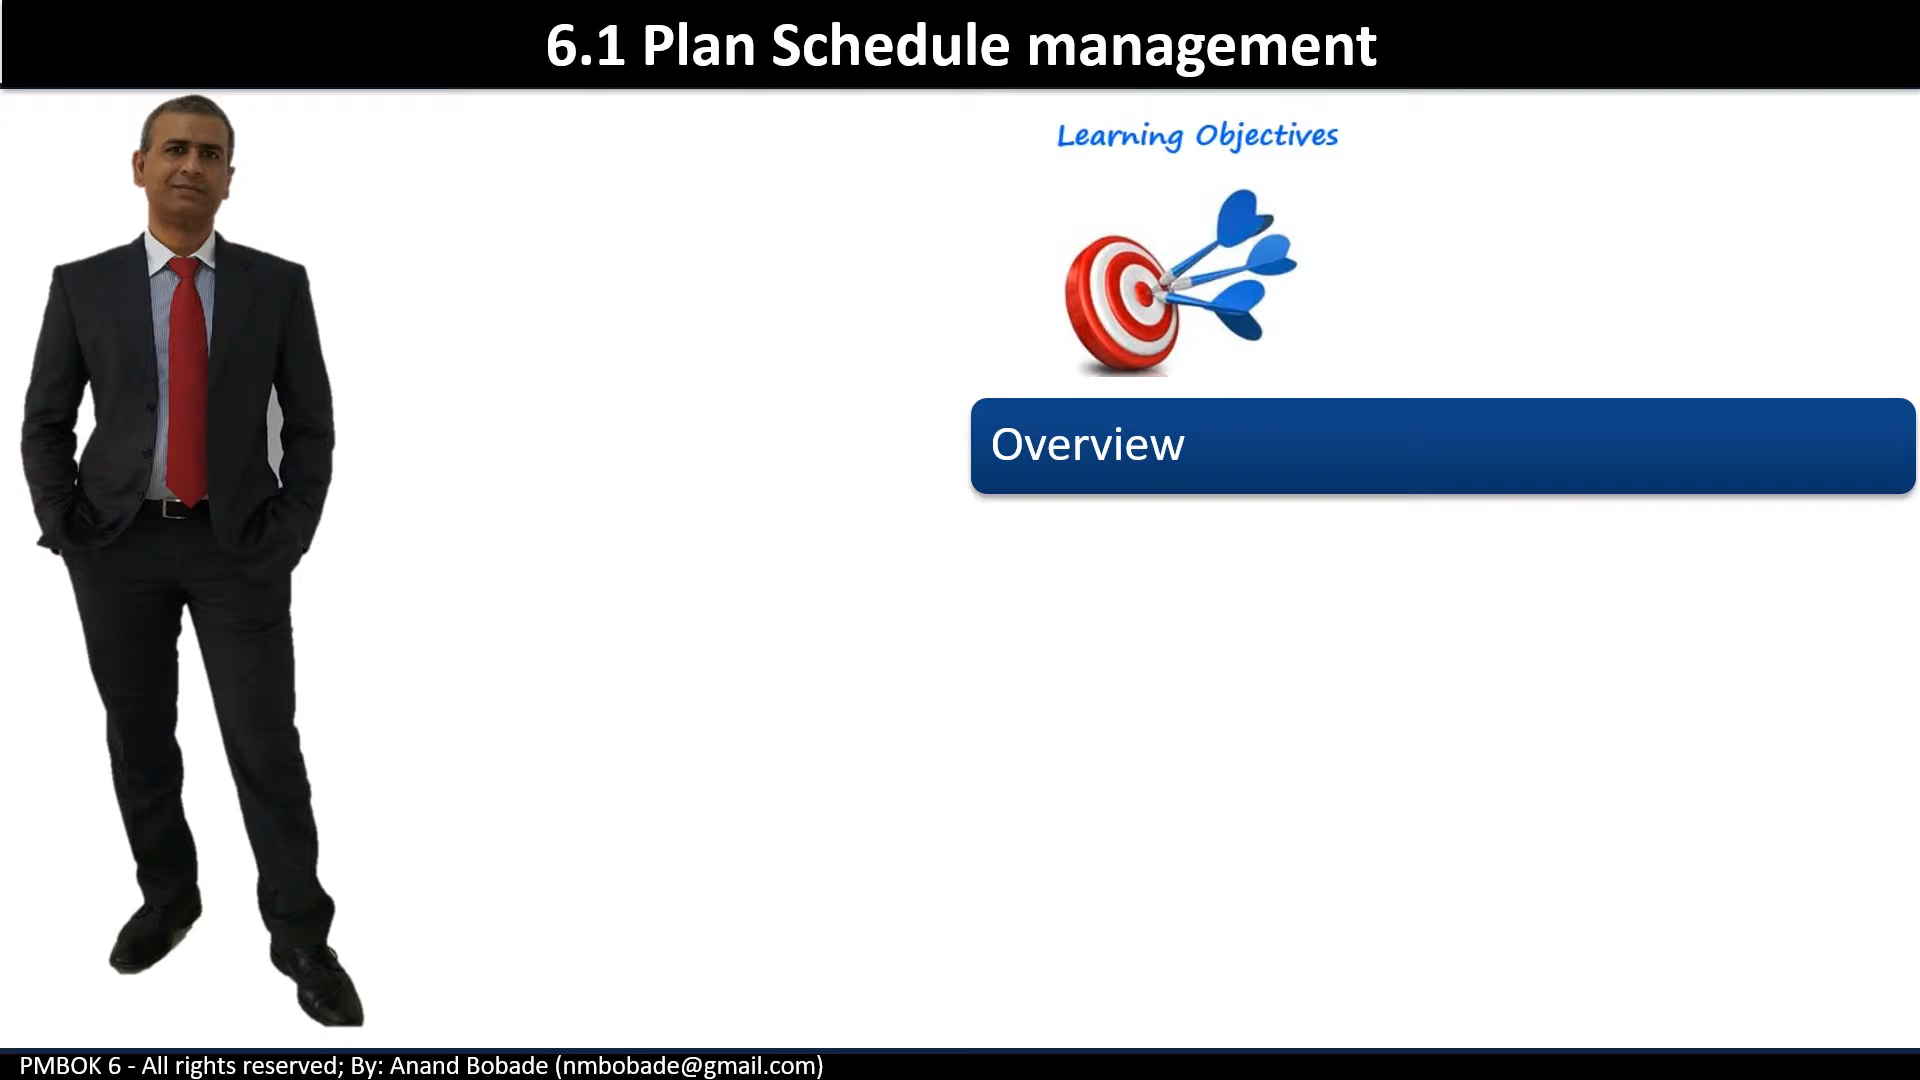 6.1 Plan Schedule management
Learning Objectives
Overview
PMBOK 6 - All rights reserved; By: Anand Bobade (nmbobade@gmail.com)